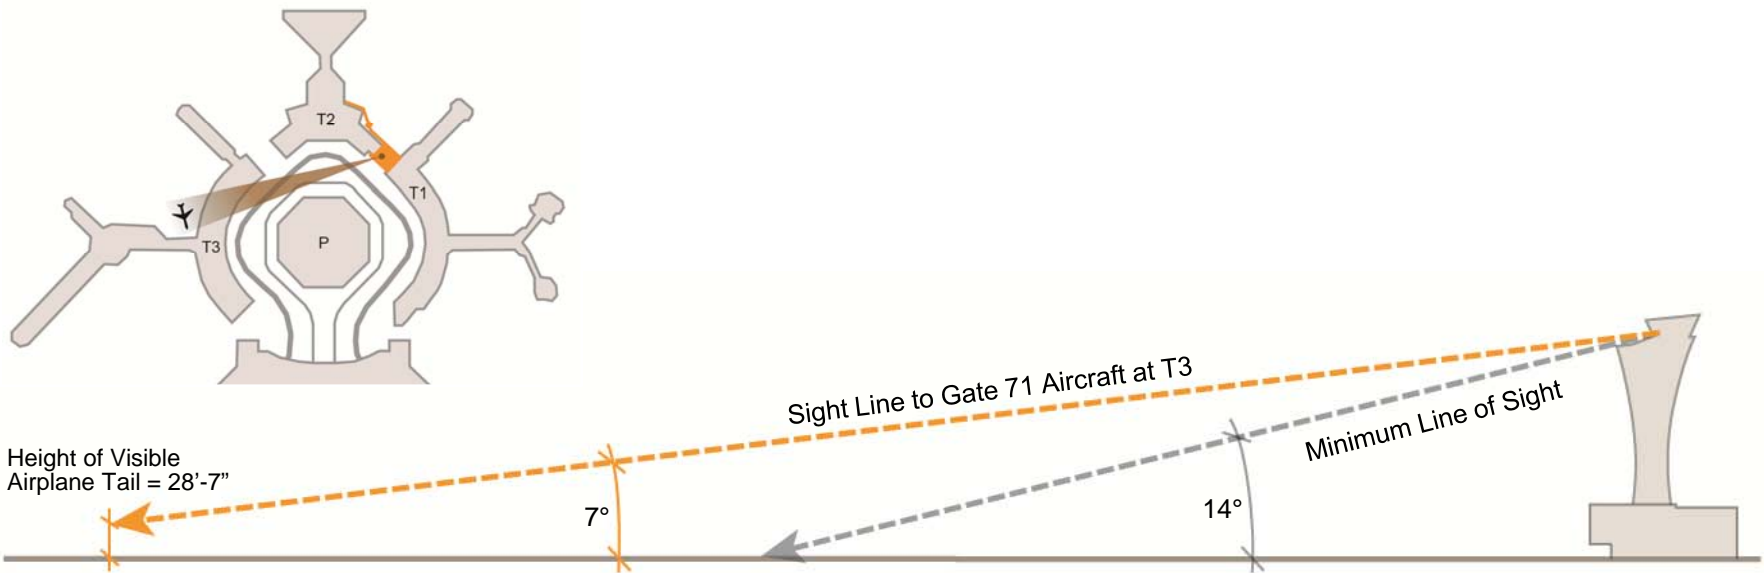 T2
T1
T3
P
Sight Line to Gate 71 Aircraft at T3
Minimum Line of Sight
Height of Visible
Airplane Tail = 28’-7”
7°
14°